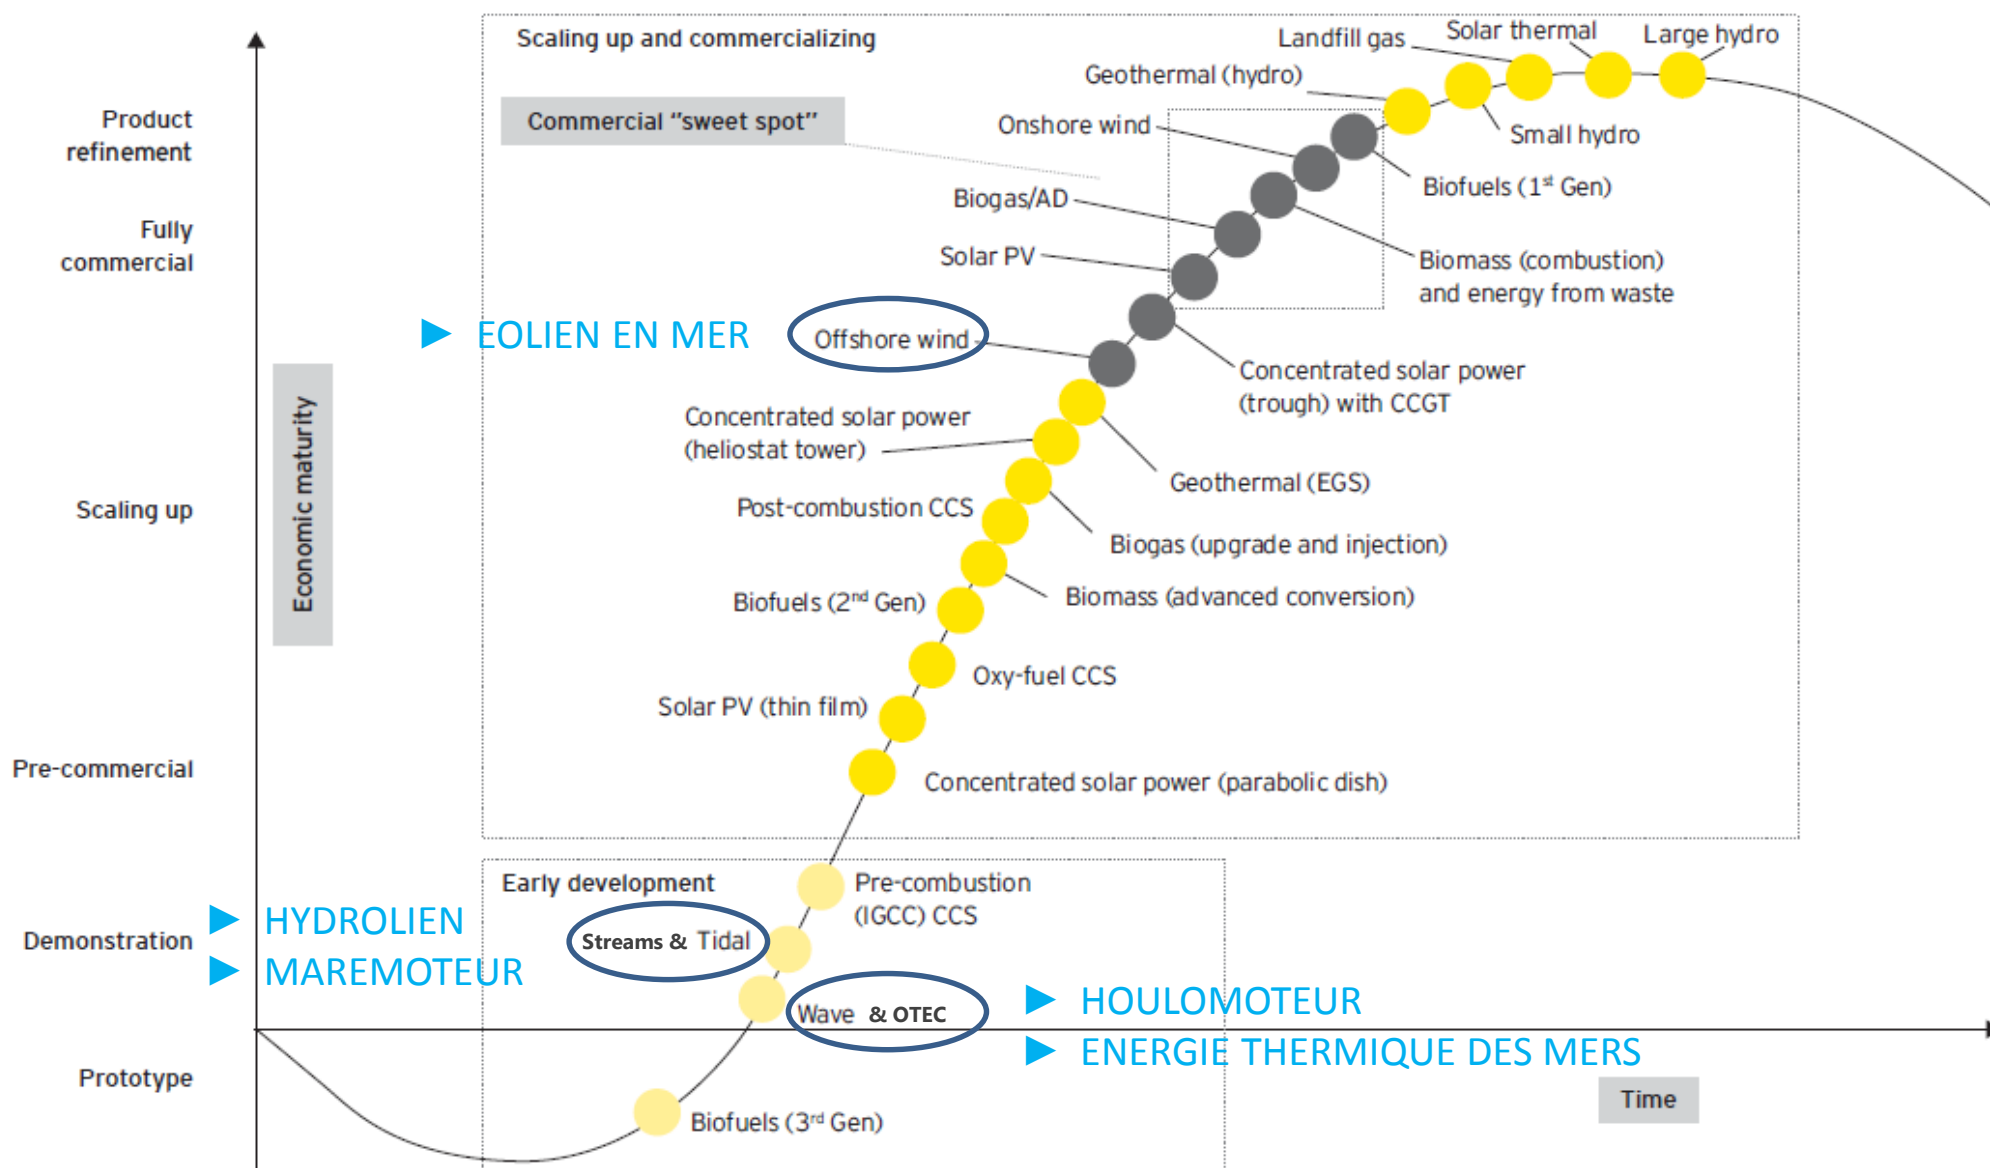 Scaling up and commercializing
Landfill gas
Solar thermal
Large hydro
Geothermal (hydro)
Commercial "sweet spot"
Product
refinement
Onshore wind
Small hydro
Biofuels (1st Gen)
Biogas/AD
Fully
commercial
Solar PV
Biomass (combustion)
and energy from waste
► EOLIEN EN MER
Offshore wind
Concentrated solar power
(trough) with CCGT
Economic maturity
Concentrated solar power
(heliostat tower)
Geothermal (EGS)
Scaling up
Post-combustion CCS
Biogas (upgrade and injection)
Biofuels (2nd Gen)
Biomass (advanced conversion)
Oxy-fuel CCS
Solar PV (thin film)
Pre-commercial
Concentrated solar power (parabolic dish)
Early development
Pre-combustion
(IGCC) CCS
► HYDROLIEN
Demonstration
Streams & Tidal
► MAREMOTEUR
Wave & OTEC
► HOULOMOTEUR
► ENERGIE THERMIQUE DES MERS
Prototype
Time
Biofuels (3rd Gen)